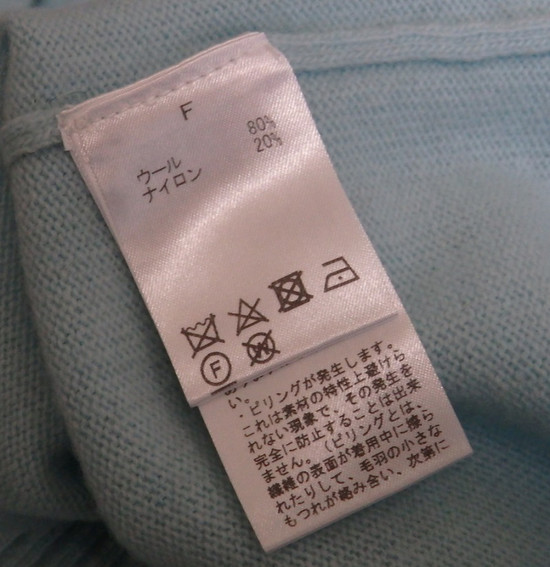 F
ウール 80%
ナイロン 20%
F W
い。
・ピリングが発生します。
これは素材の特性上避けら
れない現象で、その発生を
完全に防止することは出来
ません。（ピリングとは、
繊維の表面が着用中に擦ら
れたりして、毛羽の小さな
もつれが絡み合い、次第に